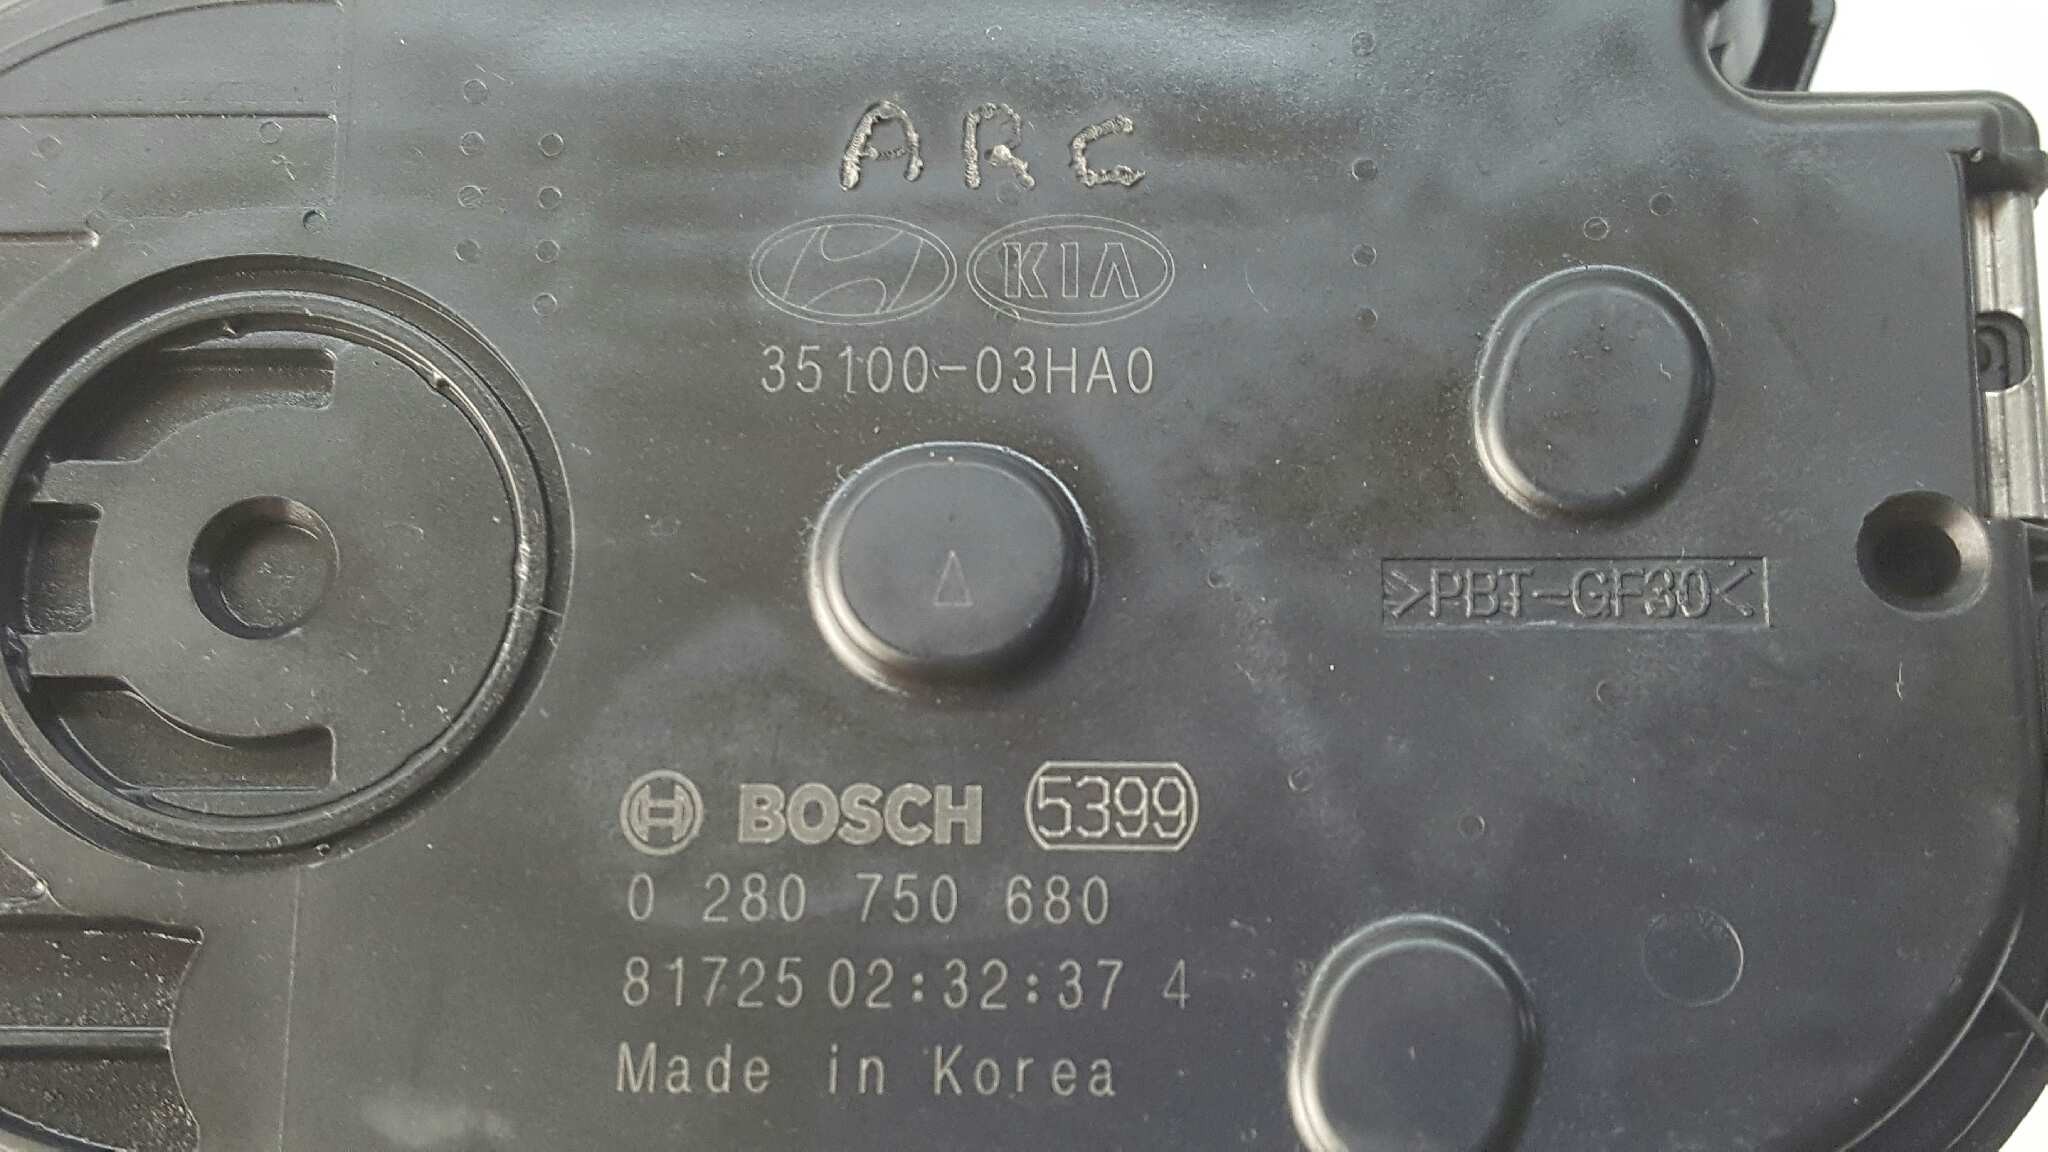 ARC
KIA
35100-03HA0
>PBT-GF30<
BOSCH 5399
0 280 750 680
81725 02:32:37 4
Made in Korea